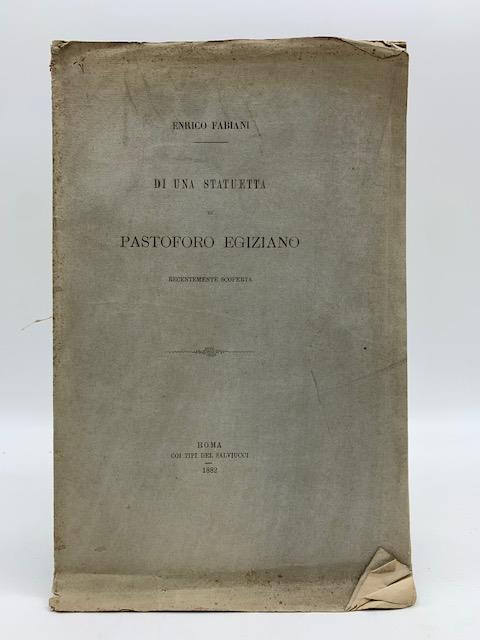 ENRICO FABIANI
DI UNA STATUETTA
DI
PASTOFORO EGIZIANO
RECENTEMENTE SCOPERTA
ROMA
COI TIPI DEL SALVIUCCI
1882